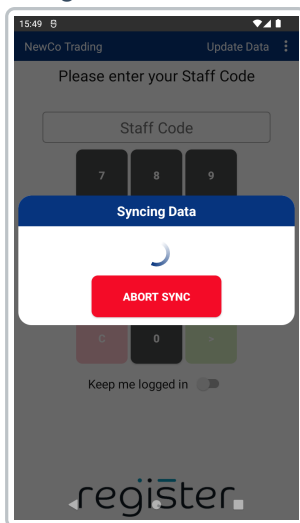 15:49
NewCo Trading Update Data
Please enter your Staff Code
Staff Code
7 8 9
Syncing Data
ABORT SYNC
C 0
Keep me logged in
register